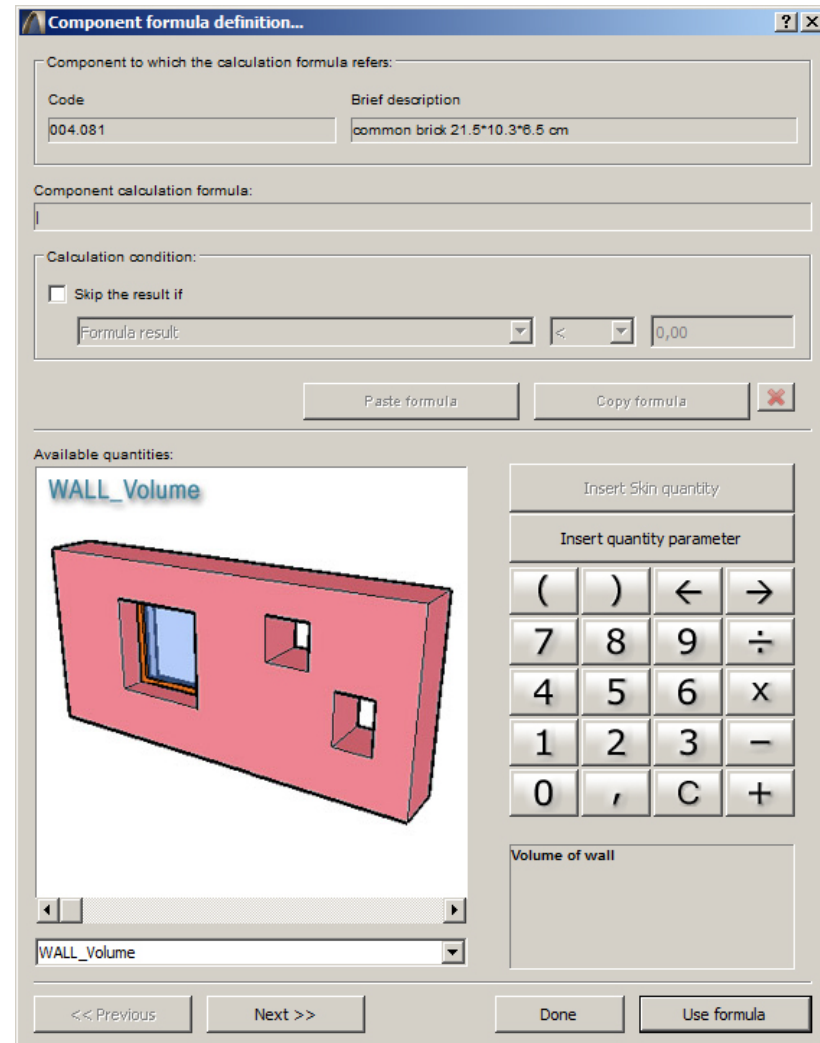 Component formula definition...
?
Component to which the calculation formula refers:
Code
Brief description
004.081
common brick 21.5*10.3*6.5 cm
Component calculation formula:
Calculation condition:
Skip the result if
Formula result
<
0,00
Paste formula
Copy formula
Available quantities:
WALL_Volume
Insert Skin quantity
Insert quantity parameter
( ) ← →
7 8 9 ÷
4 5 6 x
1 2 3 −
0 , C +
Volume of wall
WALL_Volume
<< Previous
Next >>
Done
Use formula